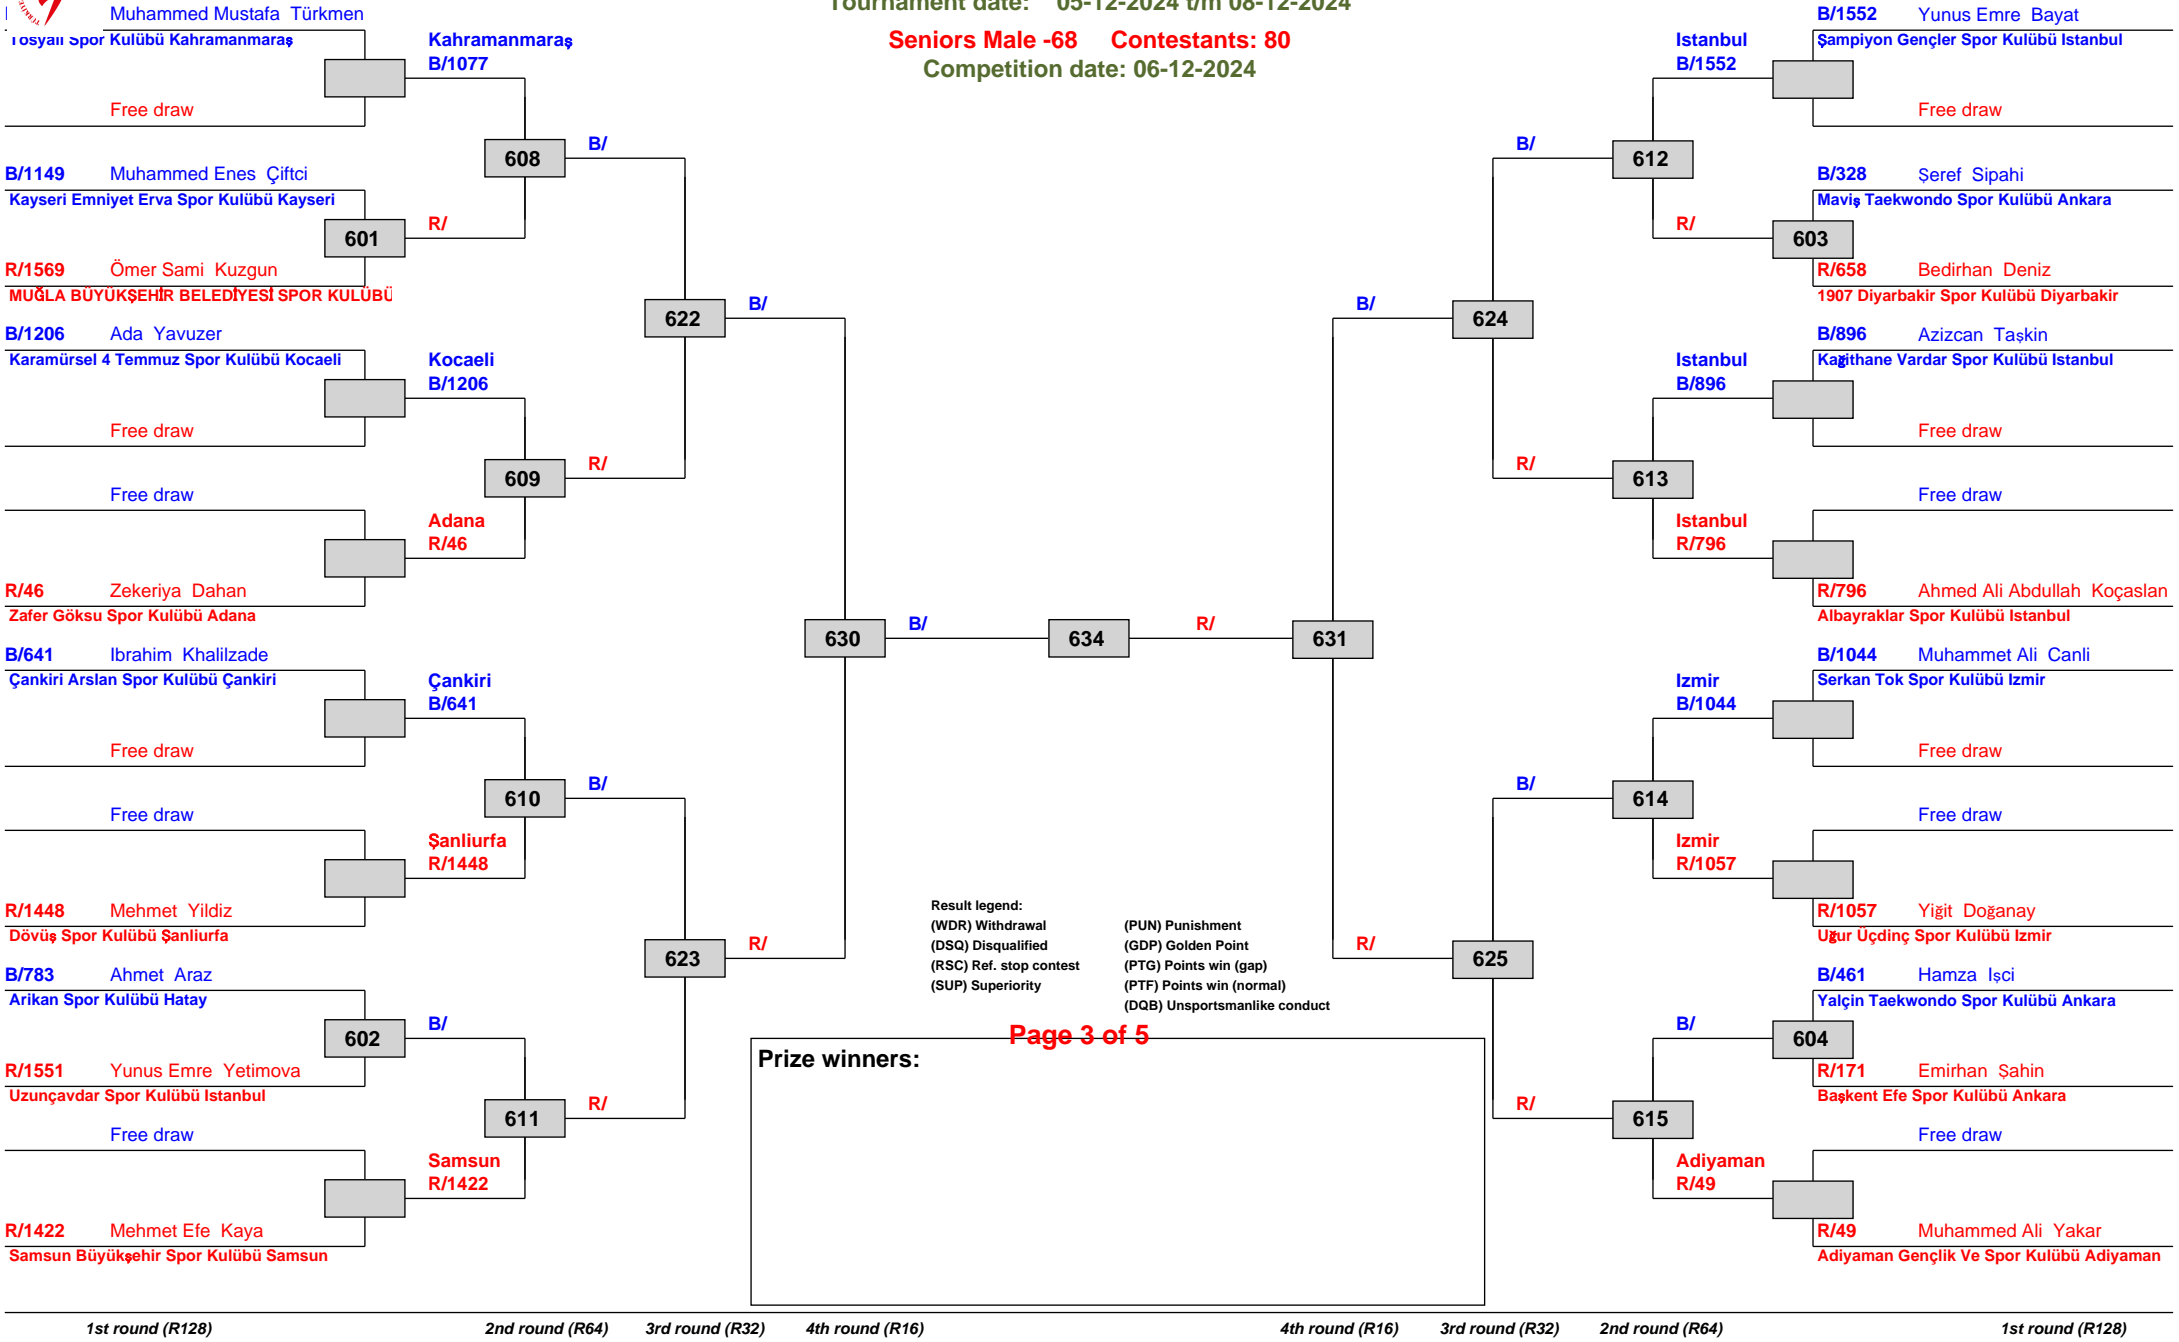 Tournament date: 05-12-2024 t/m 08-12-2024
Seniors Male -68 Contestants: 80
Competition date: 06-12-2024
Muhammed Mustafa Türkmen
Tosyali Spor Kulübü Kahramanmaraş
Free draw
Kahramanmaraş
B/1077
B/1149 Muhammed Enes Çiftci
Kayseri Emniyet Erva Spor Kulübü Kayseri
601
R/
R/1569 Ömer Sami Kuzgun
MUĞLA BÜYÜKŞEHİR BELEDİYESİ SPOR KULÜBÜ
608
B/
B/1206 Ada Yavuzer
Karamürsel 4 Temmuz Spor Kulübü Kocaeli
Free draw
Kocaeli
B/1206
Free draw
Adana
R/46
R/46 Zekeriya Dahan
Zafer Göksu Spor Kulübü Adana
609
R/
622
B/
B/641 Ibrahim Khalilzade
Çankiri Arslan Spor Kulübü Çankiri
Free draw
Çankiri
B/641
Free draw
Şanliurfa
R/1448
R/1448 Mehmet Yildiz
Dövüş Spor Kulübü Şanliurfa
610
B/
B/783 Ahmet Araz
Arikan Spor Kulübü Hatay
602
B/
R/1551 Yunus Emre Yetimova
Uzunçavdar Spor Kulübü Istanbul
Free draw
Samsun
R/1422
R/1422 Mehmet Efe Kaya
Samsun Büyükşehir Spor Kulübü Samsun
611
R/
623
R/
630
B/
634
R/
631
B/1552 Yunus Emre Bayat
Şampiyon Gençler Spor Kulübü Istanbul
Free draw
Istanbul
B/1552
B/328 Şeref Sipahi
Maviş Taekwondo Spor Kulübü Ankara
603
R/
R/658 Bedirhan Deniz
1907 Diyarbakir Spor Kulübü Diyarbakir
612
B/
B/896 Azizcan Taşkin
Kağithane Vardar Spor Kulübü Istanbul
Free draw
Istanbul
B/896
Free draw
Istanbul
R/796
R/796 Ahmed Ali Abdullah Koçaslan
Albayraklar Spor Kulübü Istanbul
613
R/
624
B/
B/1044 Muhammet Ali Canli
Serkan Tok Spor Kulübü Izmir
Free draw
Izmir
B/1044
Free draw
Izmir
R/1057
R/1057 Yiğit Doğanay
Uğur Üçdinç Spor Kulübü Izmir
614
B/
B/461 Hamza Işci
Yalçin Taekwondo Spor Kulübü Ankara
604
B/
R/171 Emirhan Şahin
Başkent Efe Spor Kulübü Ankara
Free draw
Adiyaman
R/49
R/49 Muhammed Ali Yakar
Adiyaman Gençlik Ve Spor Kulübü Adiyaman
615
R/
625
R/
Result legend:
(WDR) Withdrawal (PUN) Punishment
(DSQ) Disqualified (GDP) Golden Point
(RSC) Ref. stop contest (PTG) Points win (gap)
(SUP) Superiority (PTF) Points win (normal)
(DQB) Unsportsmanlike conduct
Page 3 of 5
Prize winners:
1st round (R128) 2nd round (R64) 3rd round (R32) 4th round (R16) 4th round (R16) 3rd round (R32) 2nd round (R64) 1st round (R128)